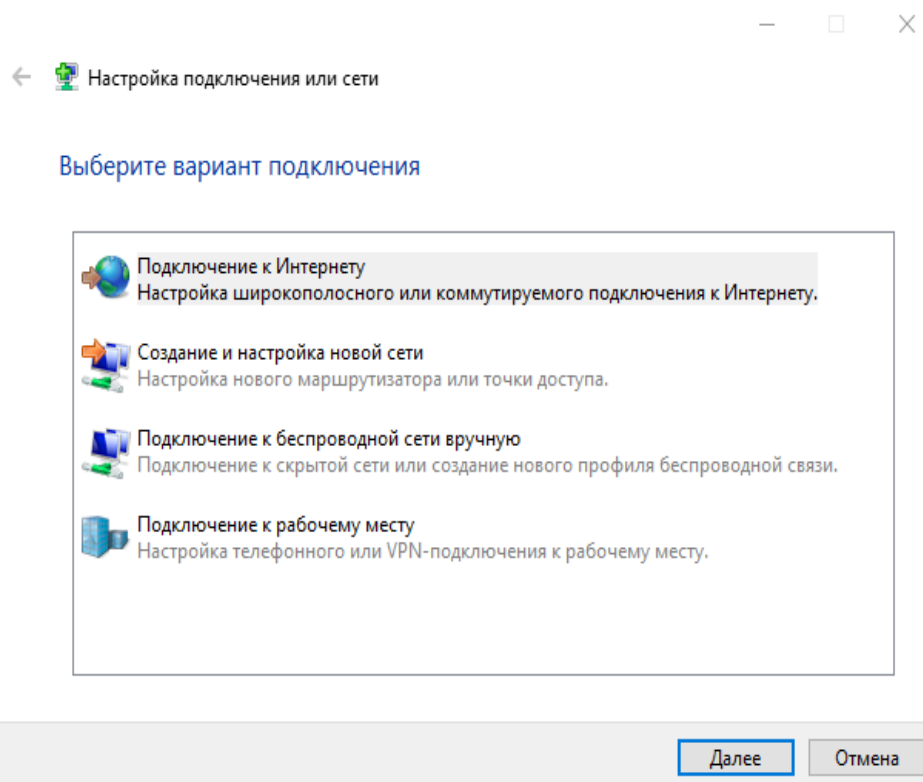 Настройка подключения или сети
Выберите вариант подключения
Подключение к Интернету
Настройка широкополосного или коммутируемого подключения к Интернету.
Создание и настройка новой сети
Настройка нового маршрутизатора или точки доступа.
Подключение к беспроводной сети вручную
Подключение к скрытой сети или создание нового профиля беспроводной связи.
Подключение к рабочему месту
Настройка телефонного или VPN-подключения к рабочему месту.
Далее Отмена